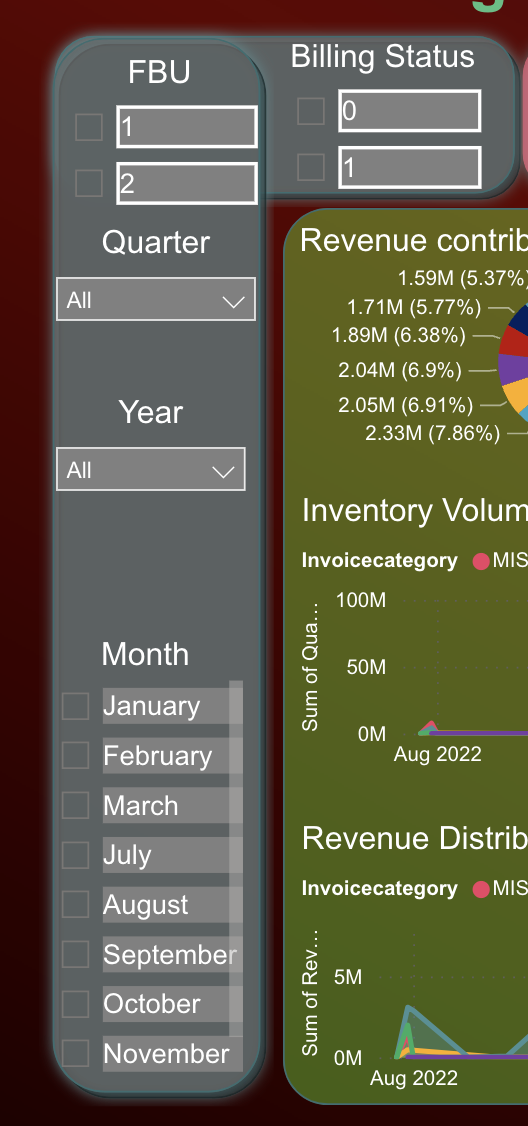 g
FBU
1
2
Quarter
All
Year
All
Month
January
February
March
July
August
September
October
November
Billing Status
0
1
Revenue contrib
1.59M (5.37%)
1.71M (5.77%)
1.89M (6.38%)
2.04M (6.9%)
2.05M (6.91%)
2.33M (7.86%)
Inventory Volum
Invoicecategory MIS
Sum of Qua...
100M
50M
0M
Aug 2022
Revenue Distrib
Invoicecategory MIS
Sum of Rev...
5M
0M
Aug 2022